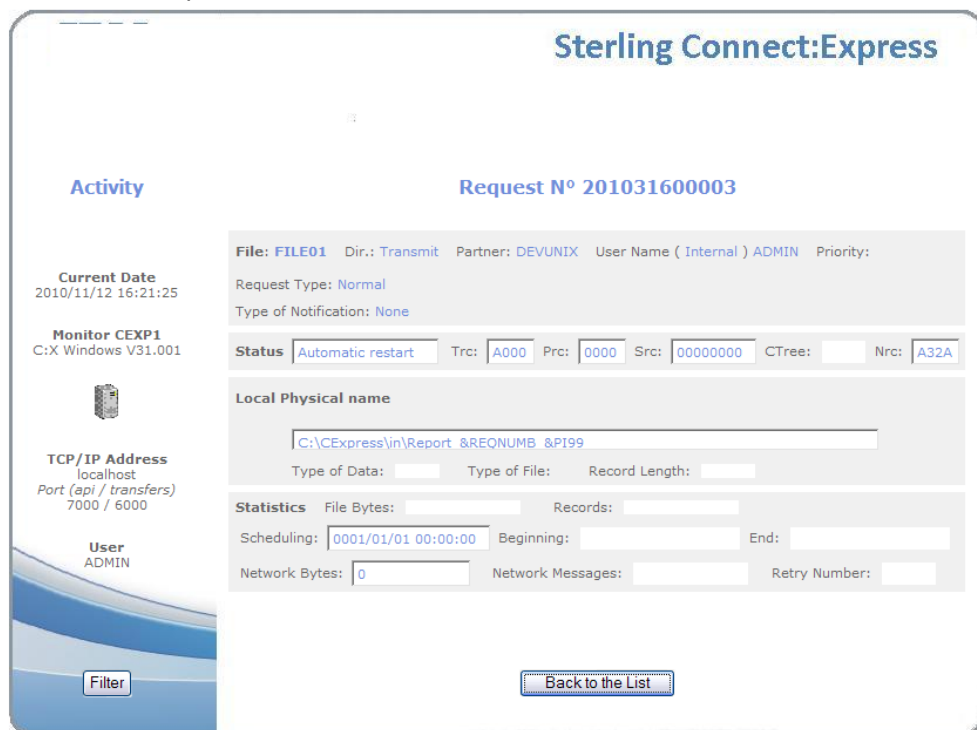 Sterling Connect:Express
Activity
Request Nº 201031600003
File: FILE01 Dir.: Transmit Partner: DEVUNIX User Name ( Internal ) ADMIN Priority:
Request Type: Normal
Type of Notification: None
Current Date
2010/11/12 16:21:25
Monitor CEXP1
C:X Windows V31.001
Status Automatic restart Trc: A000 Prc: 0000 Src: 00000000 CTree: Nrc: A32A
Local Physical name
C:\CExpress\in\Report_&REQNUMB_&PI99
Type of Data: Type of File: Record Length:
TCP/IP Address
localhost
Port (api / transfers)
7000 / 6000
Statistics File Bytes: Records:
Scheduling: 0001/01/01 00:00:00 Beginning: End:
Network Bytes: 0 Network Messages: Retry Number:
User
ADMIN
Filter
Back to the List